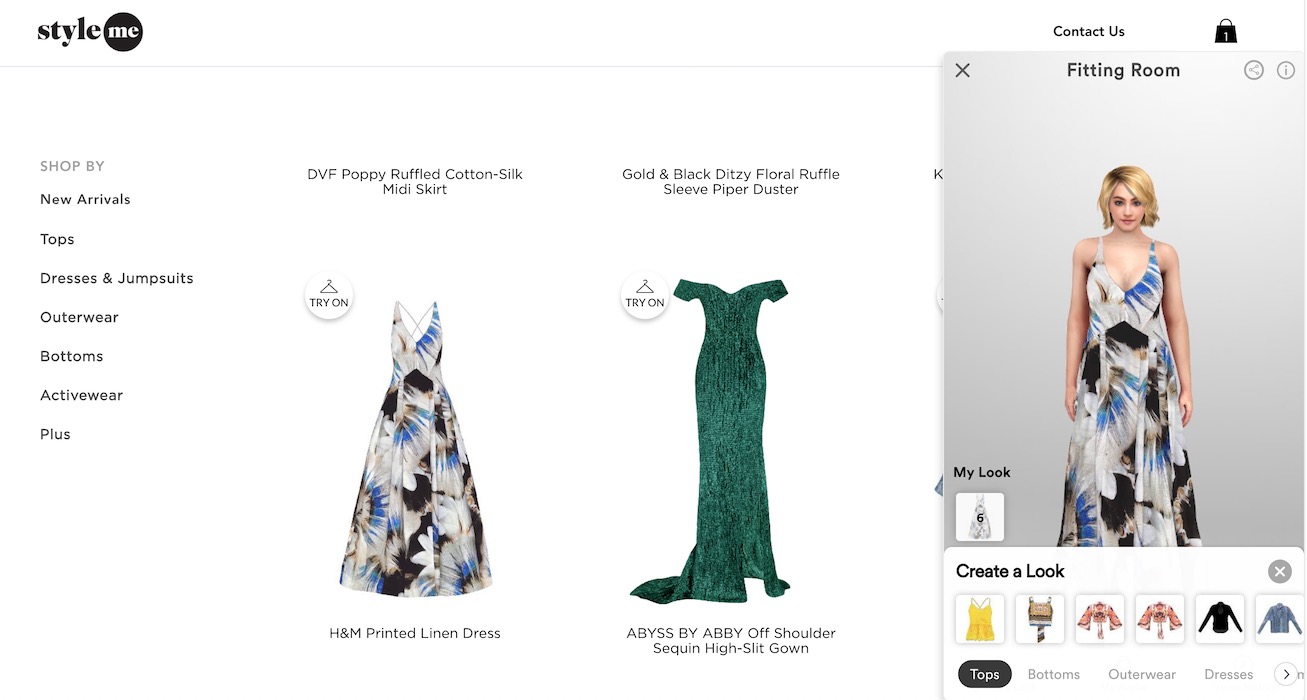 style me
Contact Us
1
Fitting Room
SHOP BY
New Arrivals
Tops
Dresses & Jumpsuits
Outerwear
Bottoms
Activewear
Plus
DVF Poppy Ruffled Cotton-Silk
Midi Skirt
Gold & Black Ditzy Floral Ruffle
Sleeve Piper Duster
K
TRY ON
TRY ON
H&M Printed Linen Dress
ABYSS BY ABBY Off Shoulder
Sequin High-Slit Gown
My Look
6
Create a Look
Tops
Bottoms
Outerwear
Dresses